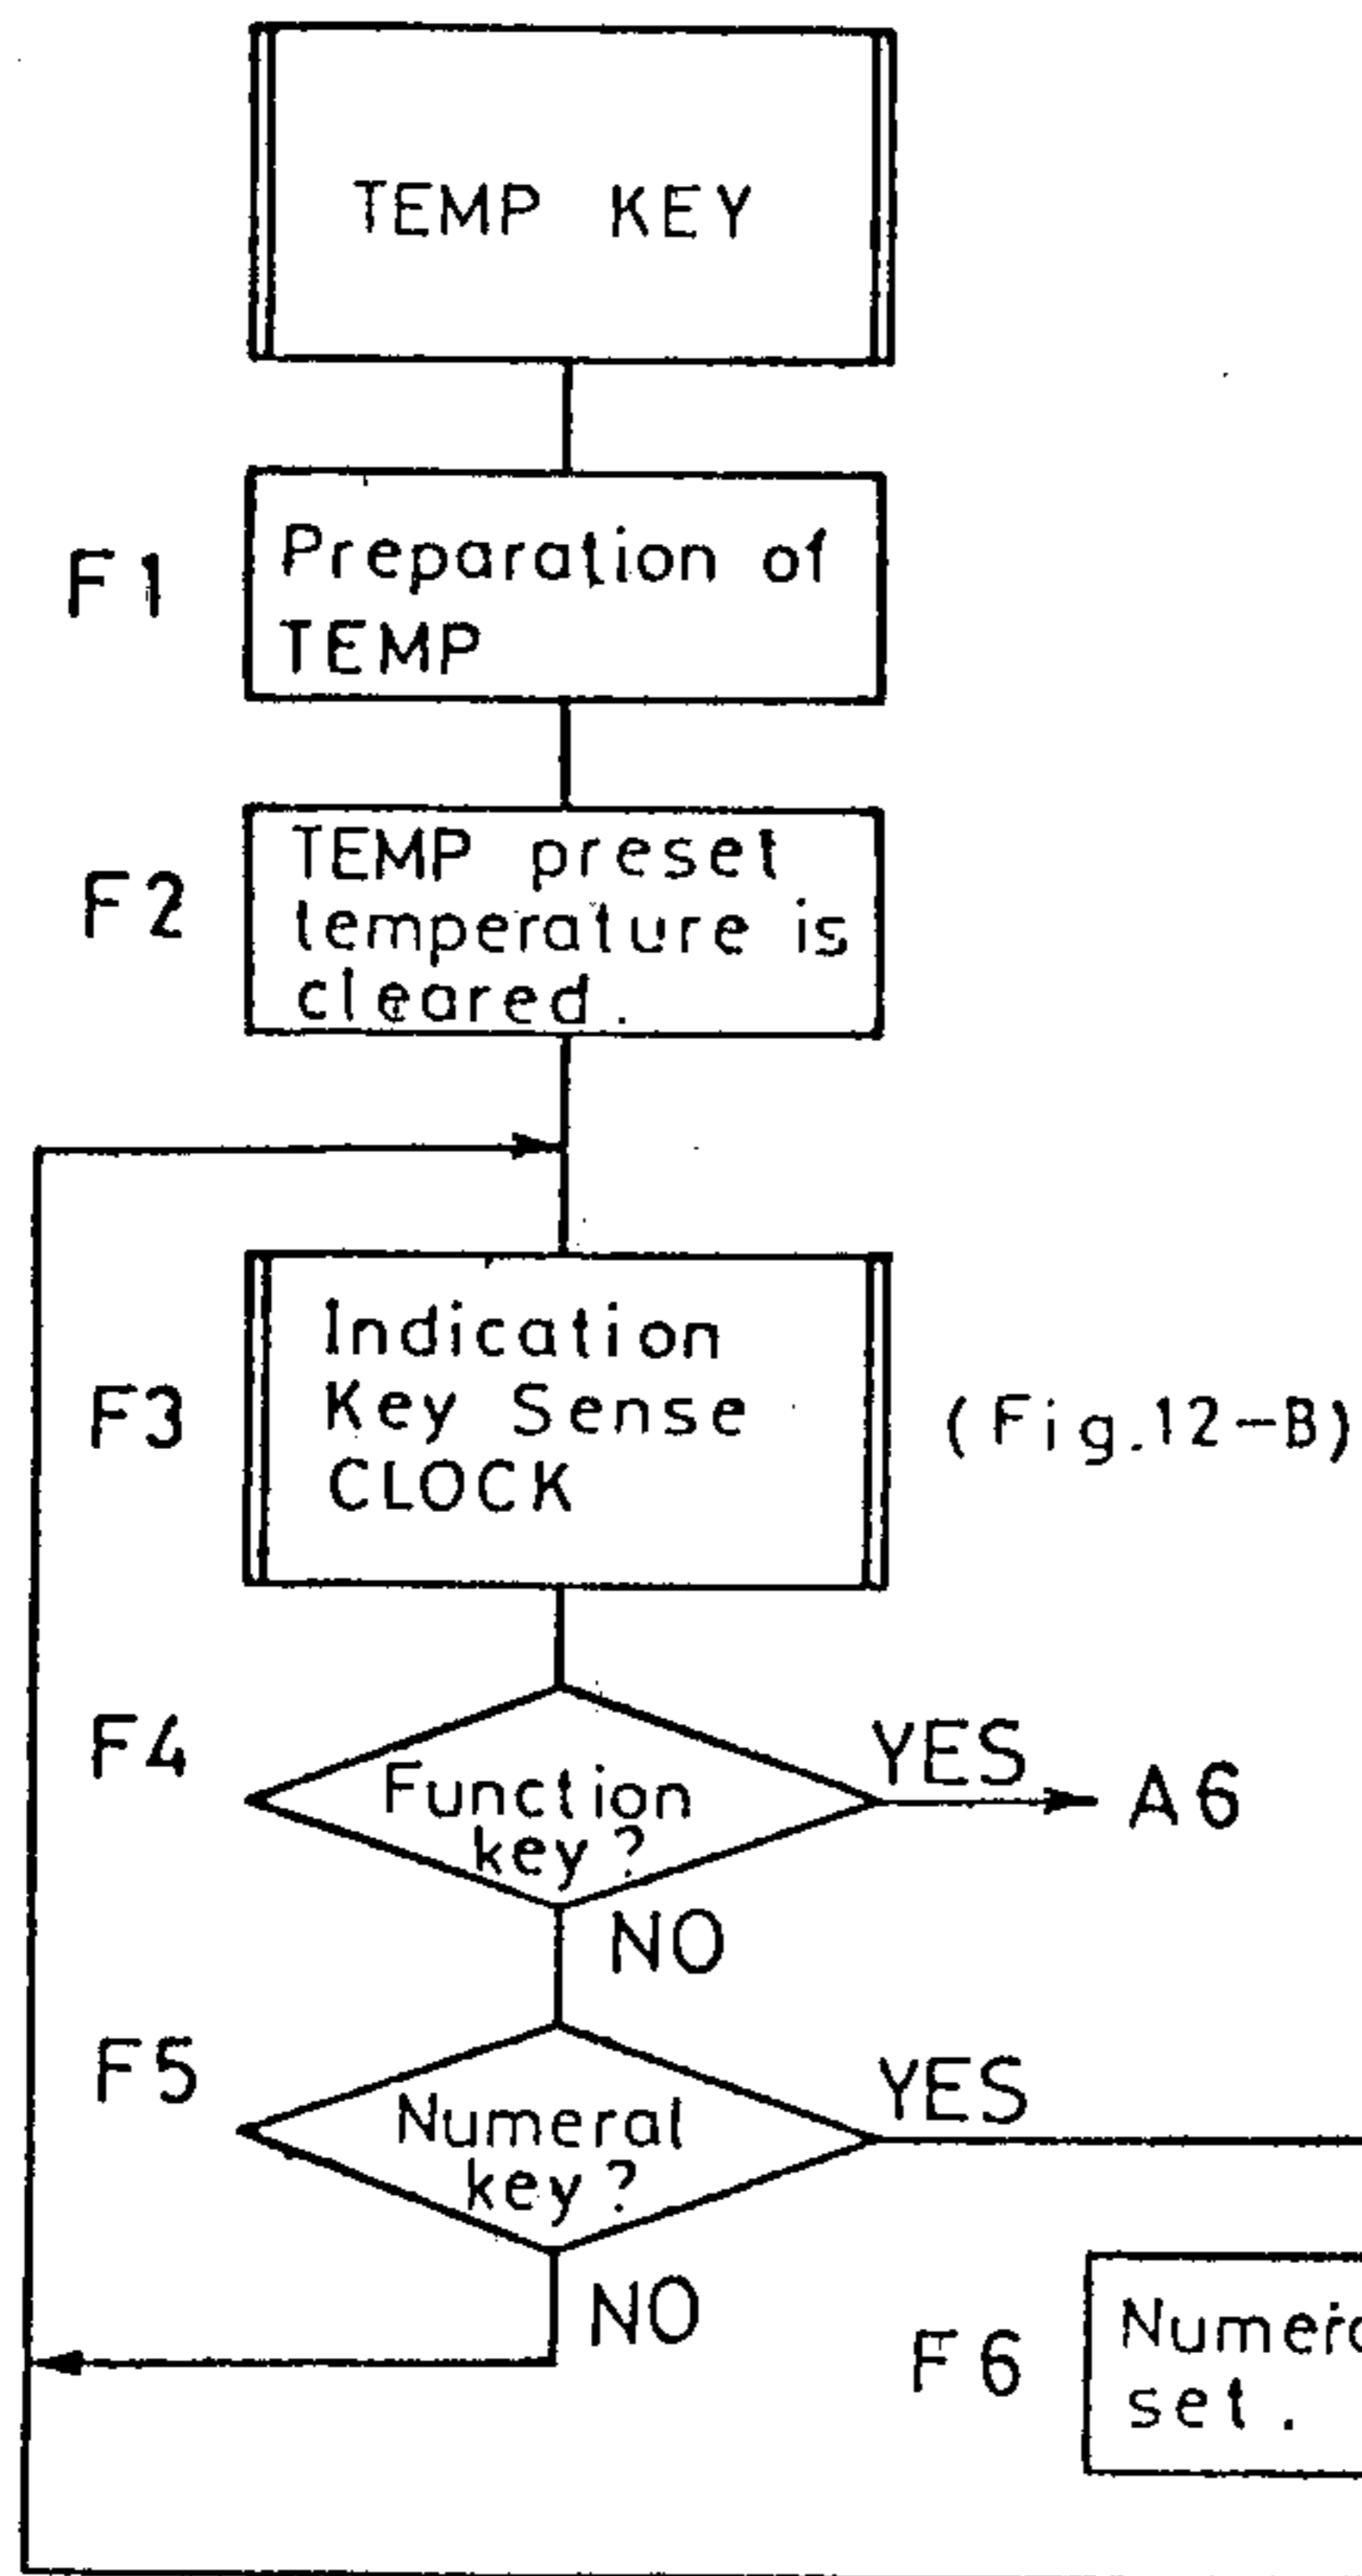 TEMP KEY
F1
Preparation of
TEMP
F2
TEMP preset
temperature is
cleared.
F3
Indication
Key Sense
CLOCK
(Fig.12-B)
F4
Function
key?
YES
A6
NO
F5
Numeral
key?
YES
NO
F6
set.